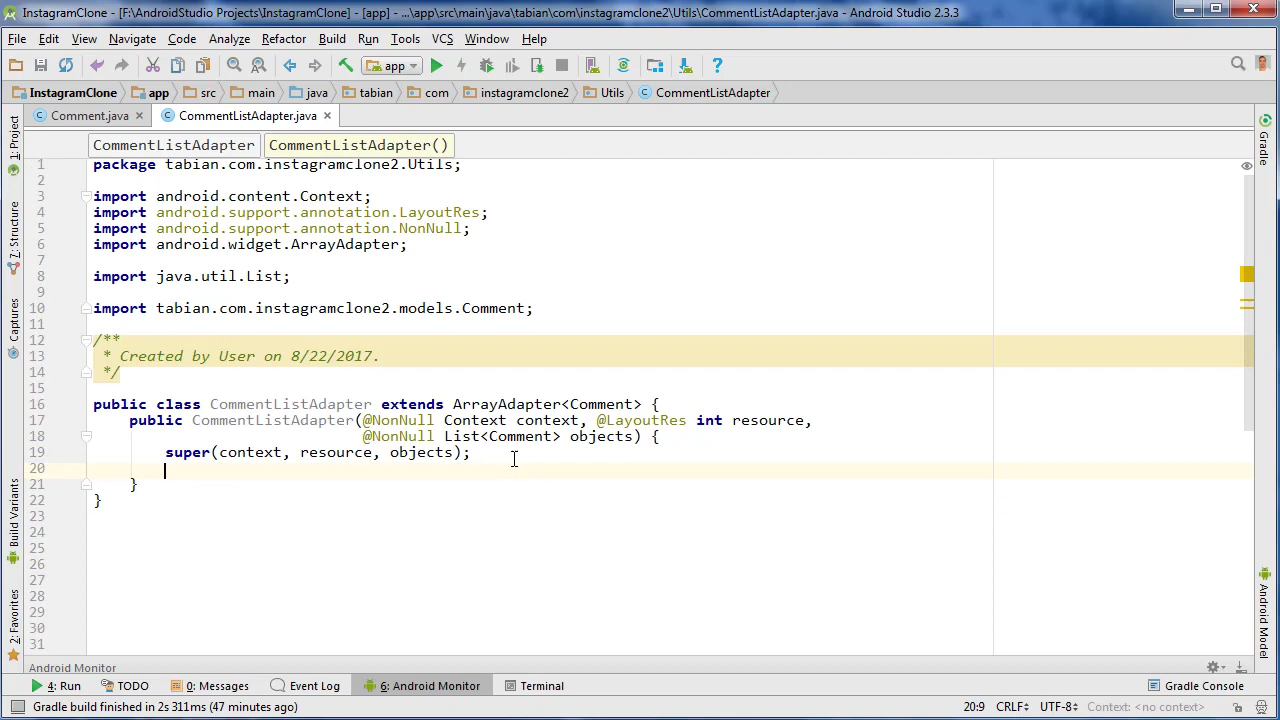 InstagramClone - [F:\AndroidStudio Projects\InstagramClone] - [app] - ...\app\src\main\java\tabian\com\instagramclone2\Utils\CommentListAdapter.java - Android Studio 2.3.3
File Edit View Navigate Code Analyze Refactor Build Run Tools VCS Window Help
app
InstagramClone app src main java tabian com instagramclone2 Utils CommentListAdapter
Comment.java CommentListAdapter.java
CommentListAdapter CommentListAdapter()
1 package tabian.com.instagramclone2.Utils;
2
3 import android.content.Context;
4 import android.support.annotation.LayoutRes;
5 import android.support.annotation.NonNull;
6 import android.widget.ArrayAdapter;
7
8 import java.util.List;
9
10 import tabian.com.instagramclone2.models.Comment;
11
12 /**
13 * Created by User on 8/22/2017.
14 */
15
16 public class CommentListAdapter extends ArrayAdapter<Comment> {
17 public CommentListAdapter(@NonNull Context context, @LayoutRes int resource,
18 @NonNull List<Comment> objects) {
19 super(context, resource, objects);
20
21 }
22 }
23
24
25
26
27
28
29
30
31
1: Project
7: Structure
Captures
Build Variants
2: Favorites
Gradle
Android Model
Android Monitor
4: Run TODO 0: Messages Event Log 6: Android Monitor Terminal Gradle Console
Gradle build finished in 2s 311ms (47 minutes ago) 20:9 CRLF UTF-8 Context: <no context>